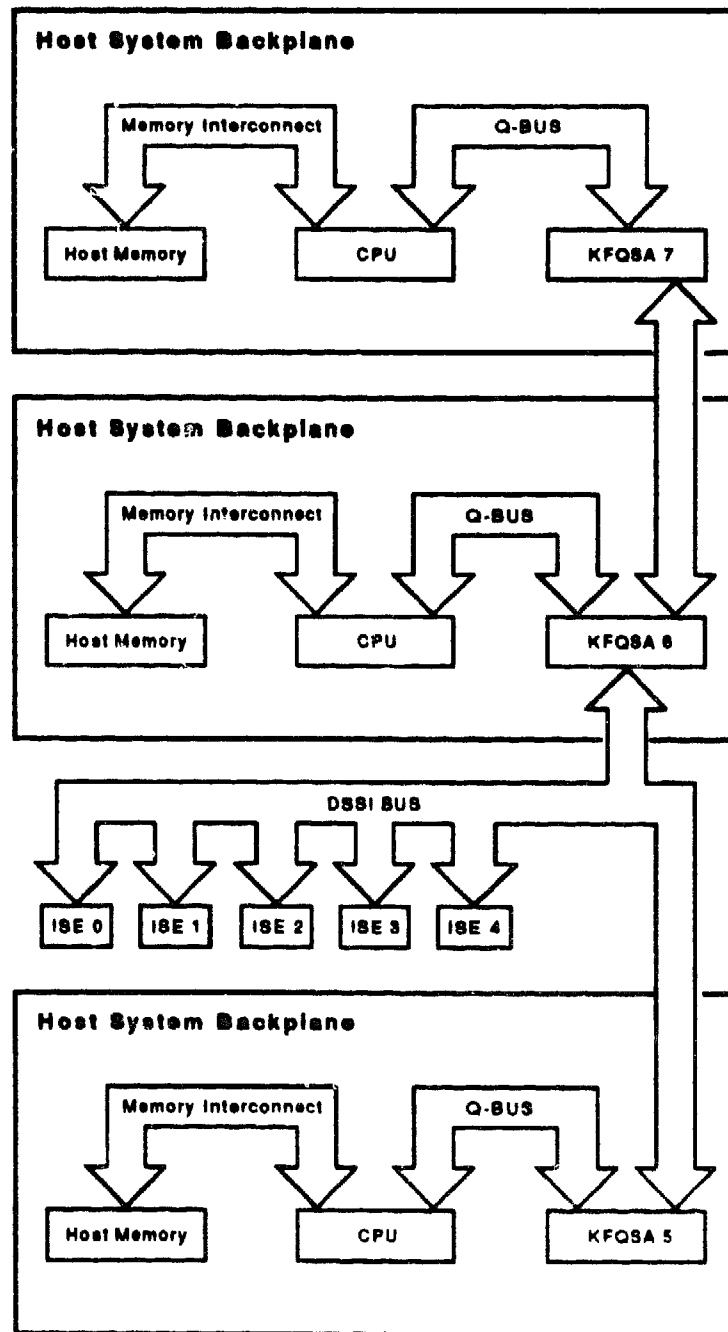 Host System Backplane
Memory Interconnect
Q-BUS
Host Memory
CPU
KFQSA 7
Host System Backplane
Memory Interconnect
Q-BUS
Host Memory
CPU
KFQSA 6
DSSI BUS
ISE 0
ISE 1
ISE 2
ISE 3
ISE 4
Host System Backplane
Memory Interconnect
Q-BUS
Host Memory
CPU
KFQSA 5